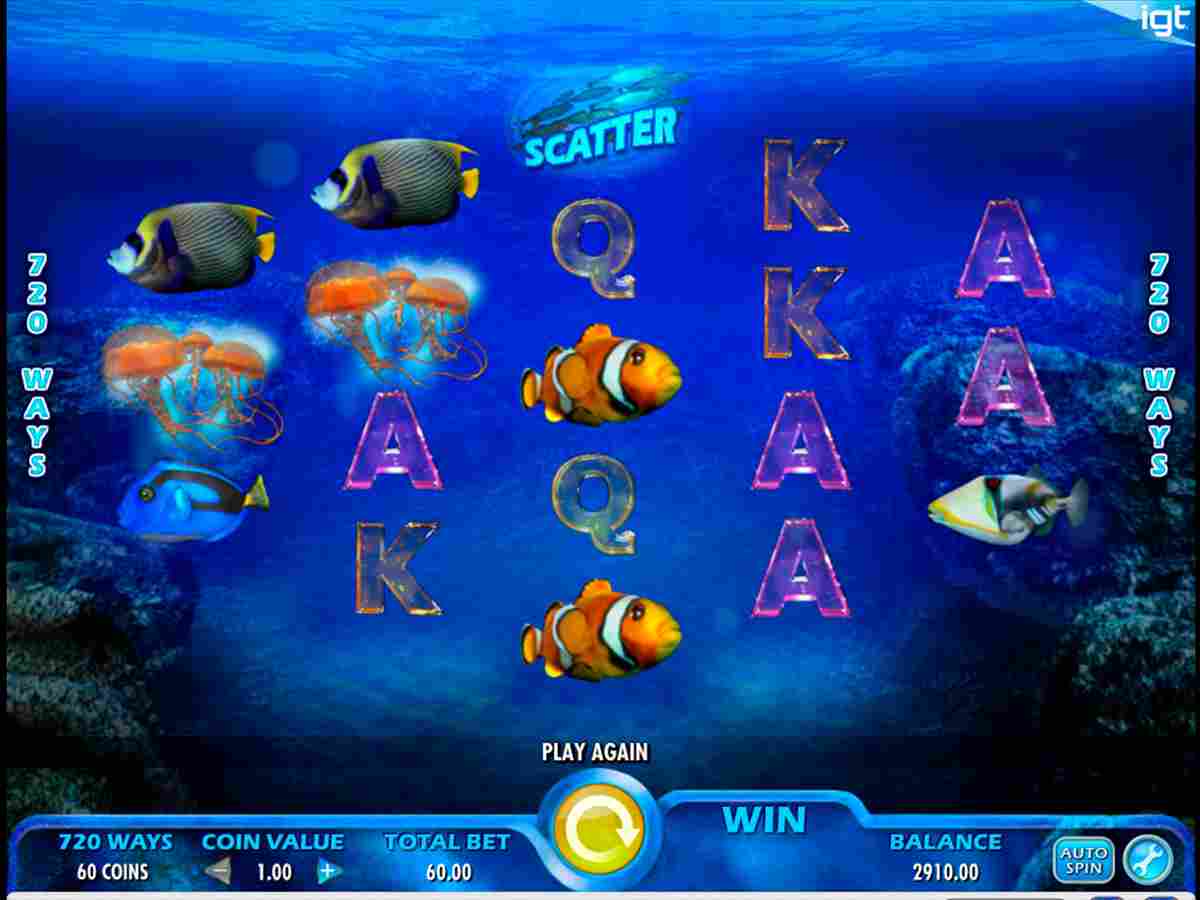 igt
SCATTER
K
Q
A
K
A
A
A
Q
K
A
720 WAYS
720 WAYS
PLAY AGAIN
WIN
720 WAYS COIN VALUE TOTAL BET BALANCE
60 COINS 1.00 60.00 2910.00
AUTO
SPIN